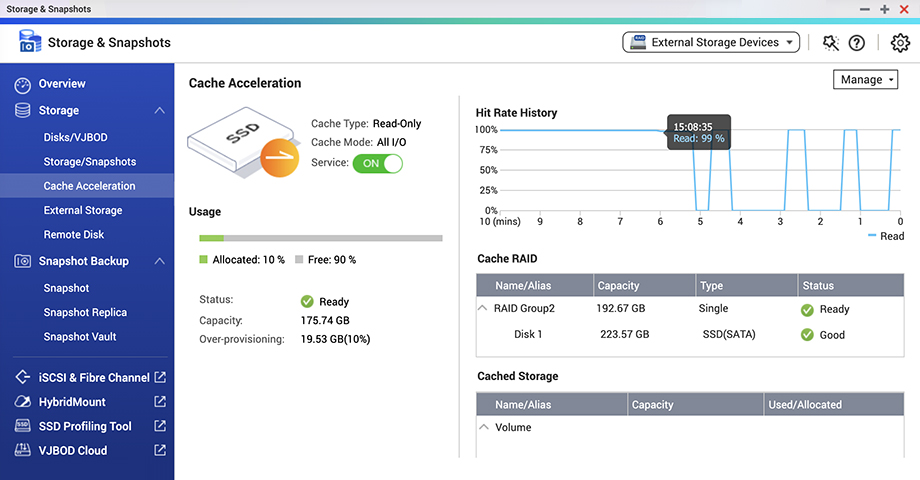 Storage & Snapshots
Storage & Snapshots
RAID
External Storage Devices
Overview
Storage
Disks/VJBOD
Storage/Snapshots
Cache Acceleration
External Storage
Remote Disk
Snapshot Backup
Snapshot
Snapshot Replica
Snapshot Vault
iSCSI & Fibre Channel
HybridMount
SSD
SSD Profiling Tool
VJBOD Cloud
Cache Acceleration
Manage
SSD
Cache Type: Read-Only
Cache Mode: All I/O
Service: ON
Usage
Allocated: 10 % Free: 90 %
Status: Ready
Capacity: 175.74 GB
Over-provisioning: 19.53 GB(10%)
Hit Rate History
100%
75%
50%
25%
0%
15:08:35
Read: 99 %
10 (mins) 9 8 7 6 5 4 3 2 1 0
Read
Cache RAID
Name/Alias Capacity Type Status
RAID Group2 192.67 GB Single Ready
Disk 1 223.57 GB SSD(SATA) Good
Cached Storage
Name/Alias Capacity Used/Allocated
Volume